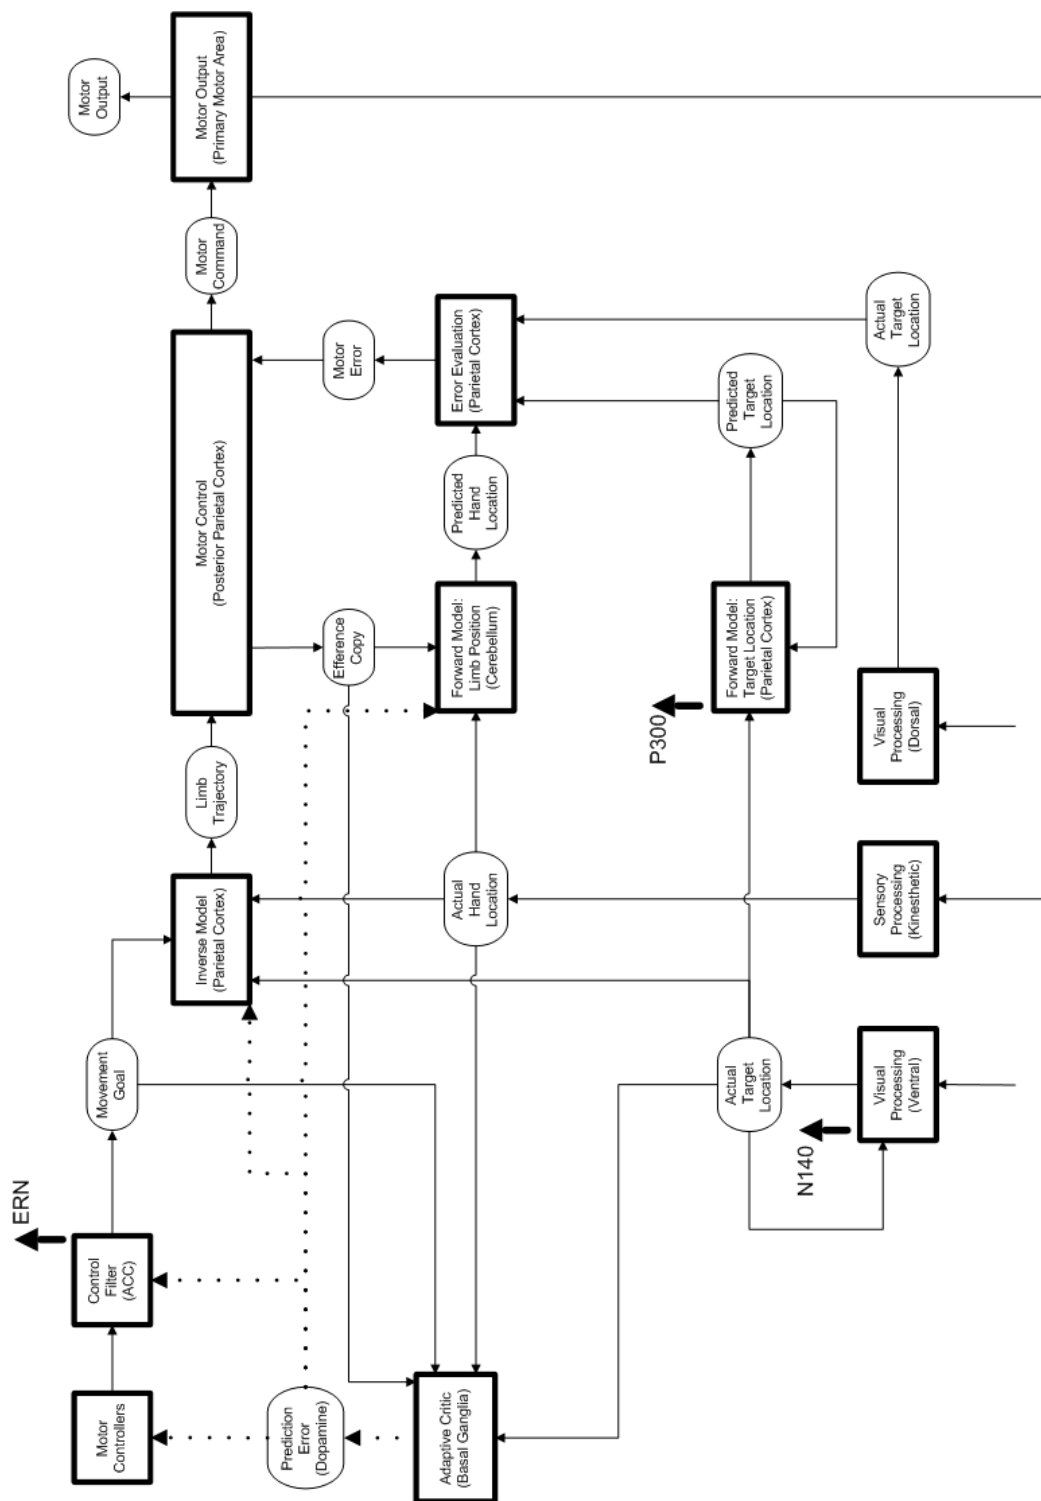 Motor
Controllers
Control
Filter
(ACC)
ERN
Movement
Goal
Inverse Model
(Parietal Cortex)
Limb
Trajectory
Motor Control
(Posterior Parietal Cortex)
Motor
Command
Motor Output
(Primary Motor Area)
Motor
Output
Prediction
Error
(Dopamine)
Efference
Copy
Motor
Error
Adaptive Critic
(Basal Ganglia)
Actual
Hand
Location
Forward Model:
Limb Position
(Cerebellum)
Predicted
Hand
Location
Error Evaluation
(Parietal Cortex)
Actual
Target
Location
P300
Forward Model:
Target Location
(Parietal Cortex)
Predicted
Target
Location
N140
Visual
Processing
(Ventral)
Sensory
Processing
(Kinesthetic)
Visual
Processing
(Dorsal)
Actual
Target
Location